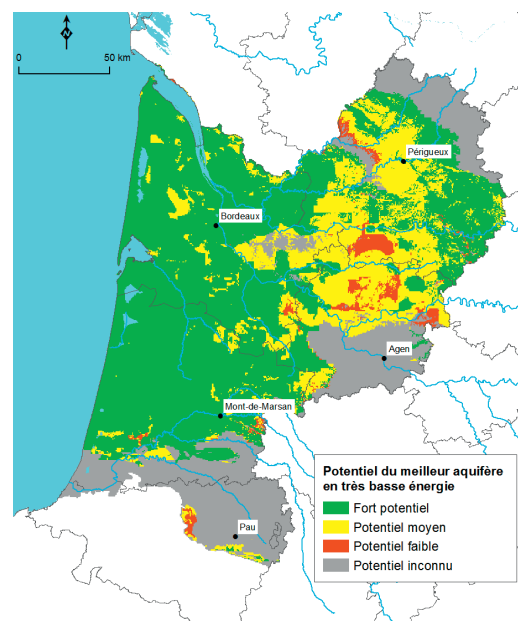 N
0
50 km
Périgueux
Bordeaux
Agen
Mont-de-Marsan
Pau
Potentiel du meilleur aquifère
en très basse énergie
Fort potentiel
Potentiel moyen
Potentiel faible
Potentiel inconnu